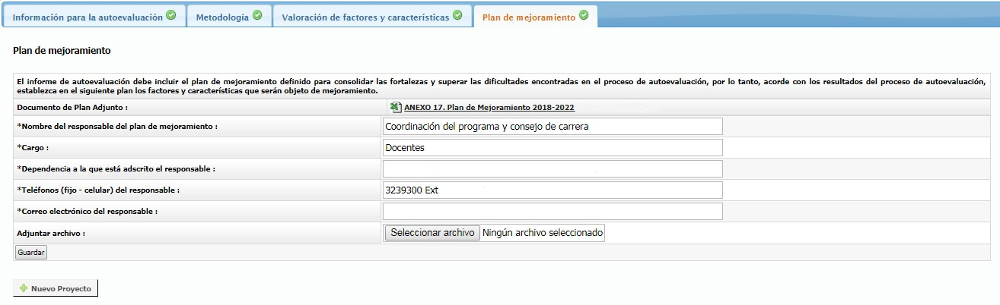 Información para la autoevaluación
Metodología
Valoración de factores y características
Plan de mejoramiento
Plan de mejoramiento
El informe de autoevaluación debe incluir el plan de mejoramiento definido para consolidar las fortalezas y superar las dificultades encontradas en el proceso de autoevaluación, por lo tanto, acorde con los resultados del proceso de autoevaluación,
establezca en el siguiente plan los factores y características que serán objeto de mejoramiento.
Documento de Plan Adjunto : ANEXO 17. Plan de Mejoramiento 2018-2022
*Nombre del responsable del plan de mejoramiento : Coordinación del programa y consejo de carrera
*Cargo : Docentes
*Dependencia a la que está adscrito el responsable :
*Teléfonos (fijo - celular) del responsable : 3239300 Ext
*Correo electrónico del responsable :
Adjuntar archivo : Seleccionar archivo Ningún archivo seleccionado
Guardar
Nuevo Proyecto